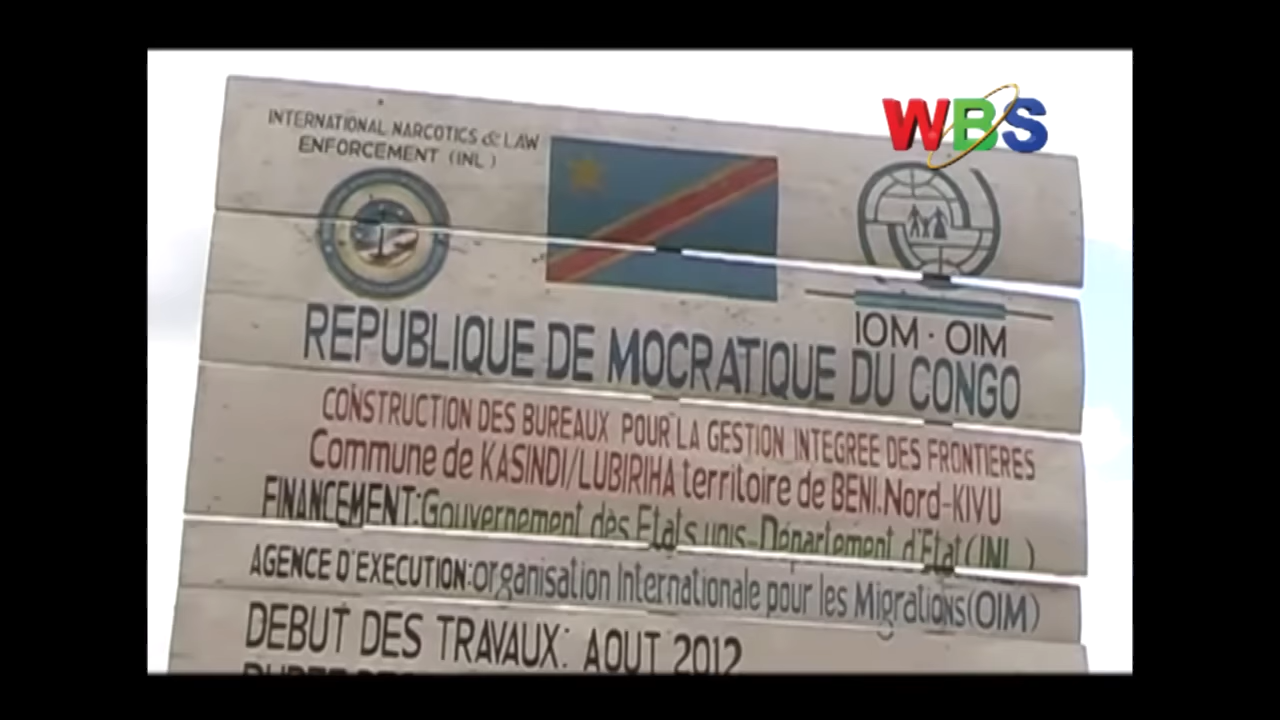 WBS
INTERNATIONAL NARCOTICS & LAW
ENFORCEMENT (INL)
IOM · OIM
REPUBLIQUE DE MOCRATIQUE DU CONGO
CONSTRUCTION DES BUREAUX POUR LA GESTION INTEGREE DES FRONTIERES
Commune de KASINDI/LUBIRIHA territoire de BENI.Nord-KIVU
FINANCEMENT:Gouvernement des Etats unis-Département d'Etat(INL)
AGENCE D'EXECUTION:organisation Internationale pour les Migrations(OIM)
DEBUT DES TRAVAUX: AOUT 2012